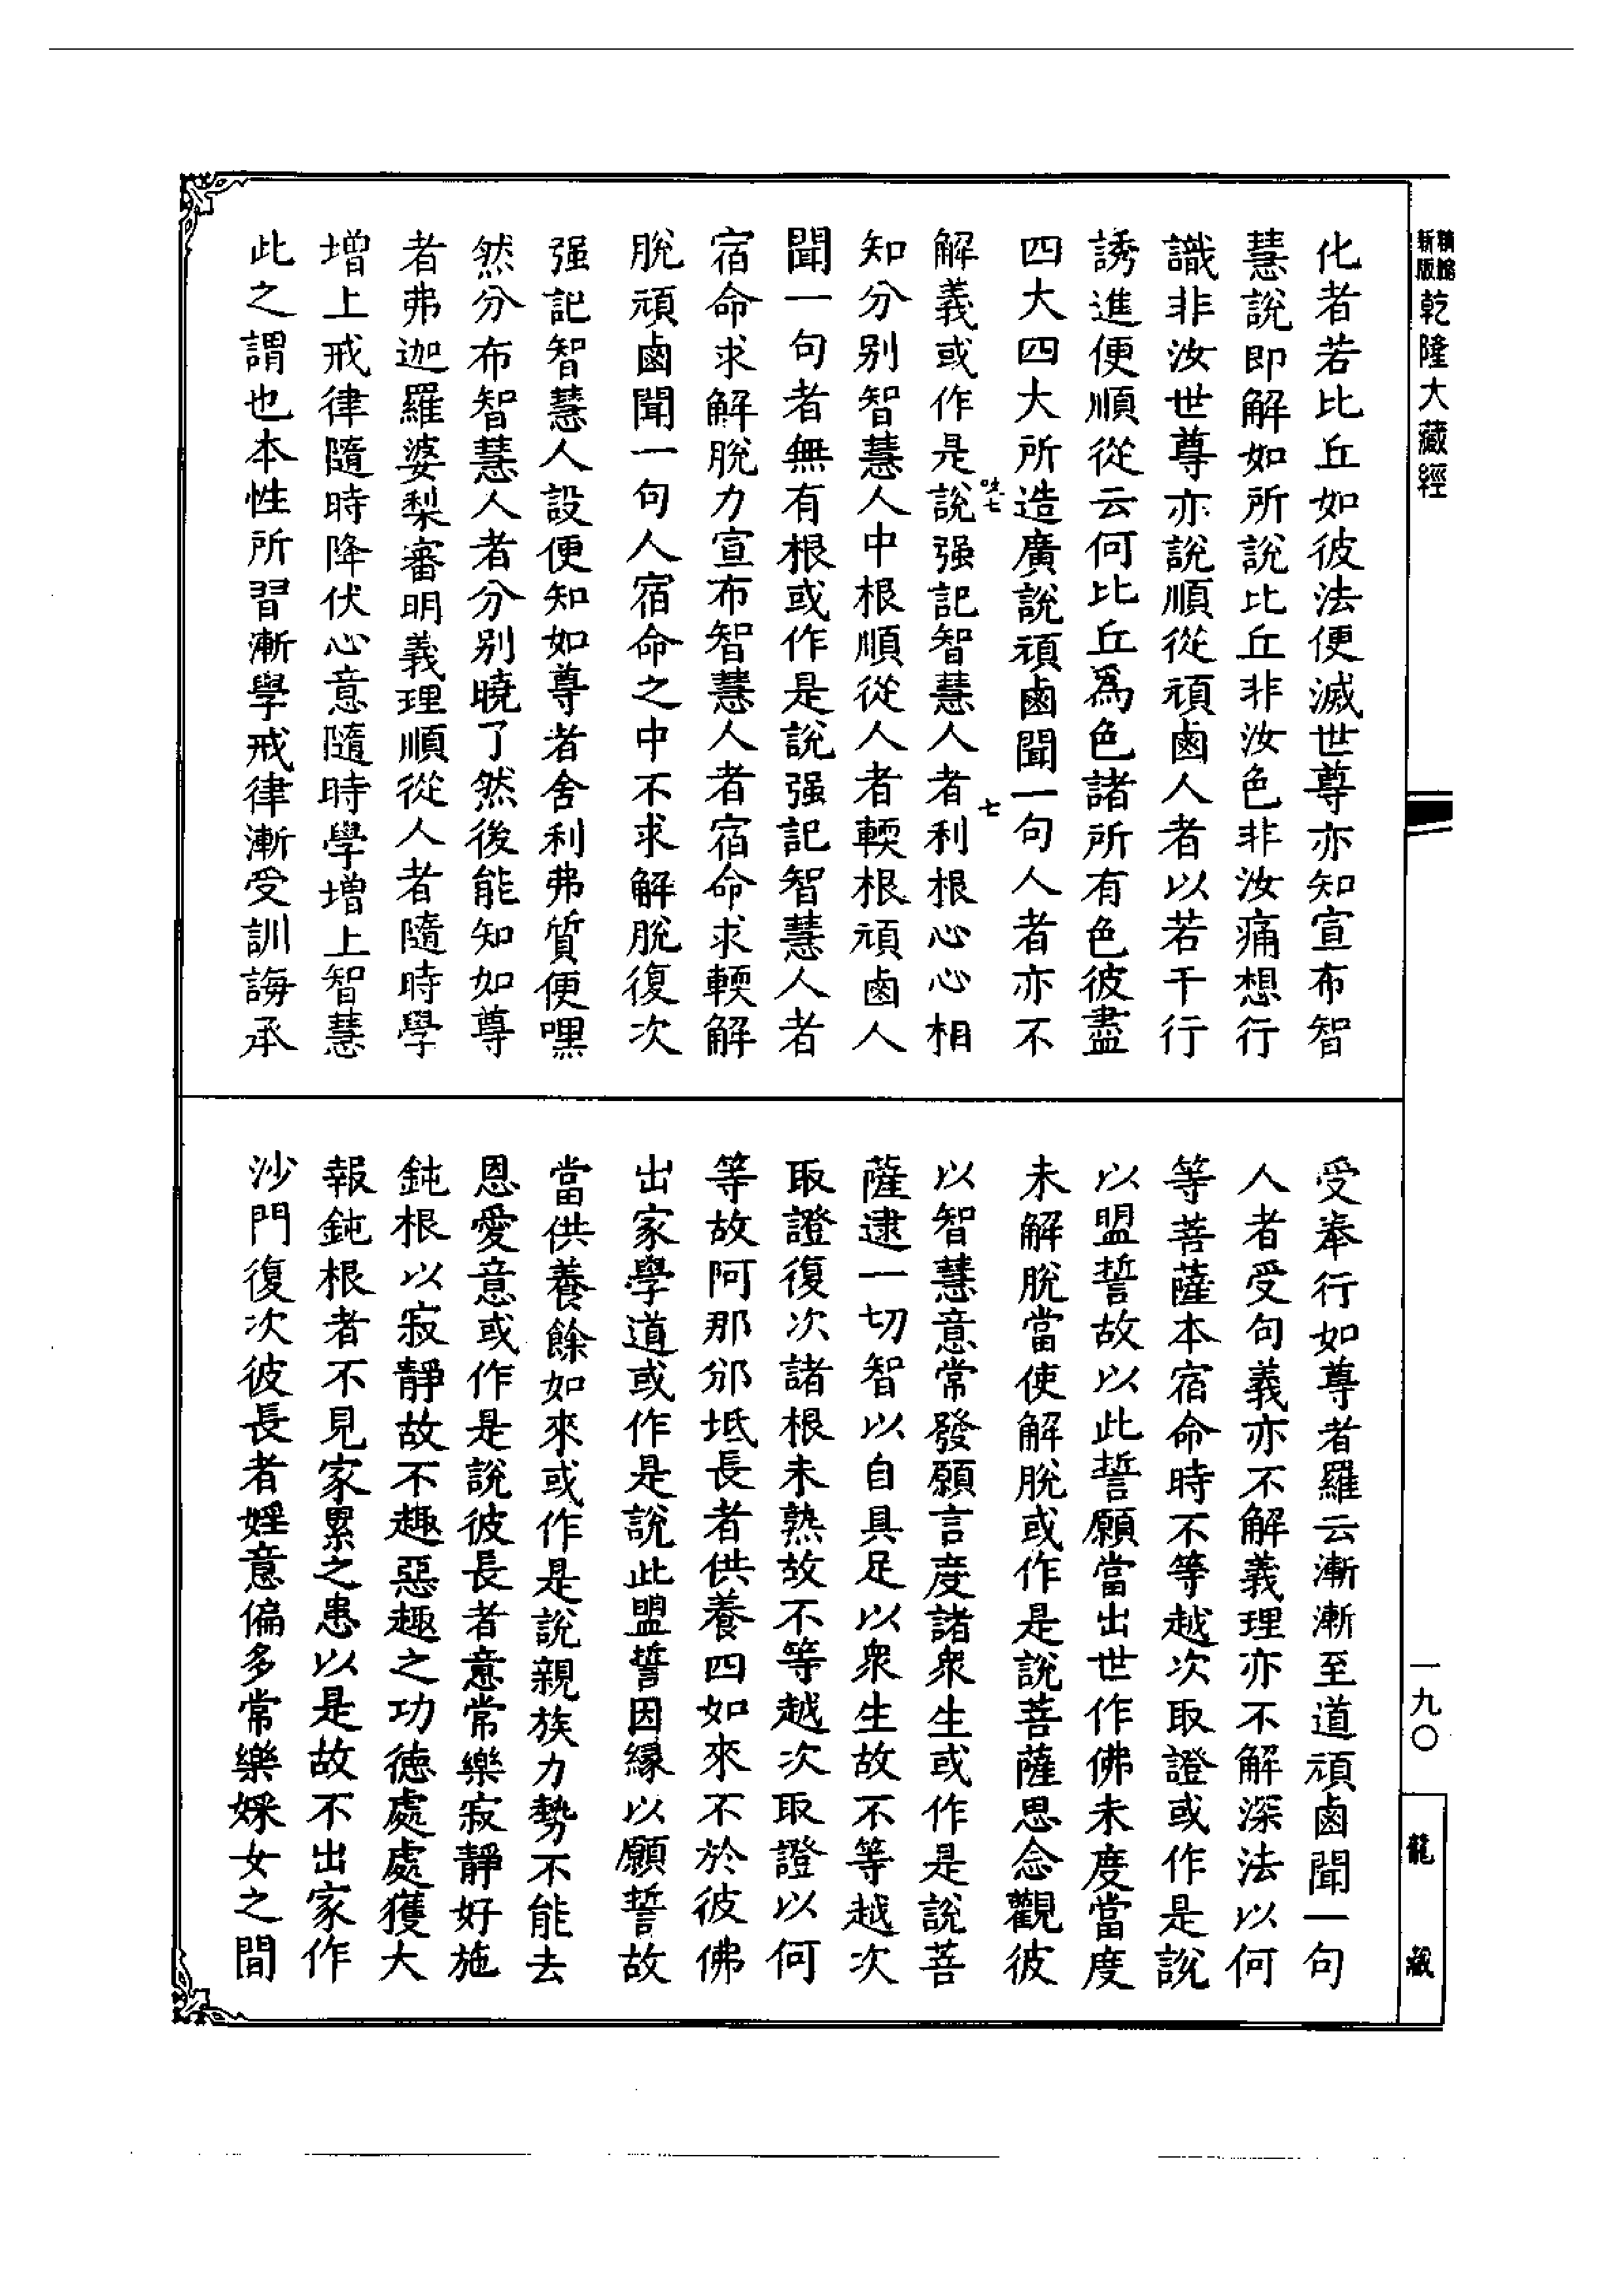 新版
乾隆大藏經
化者若比丘如彼法便滅世尊亦知宣布智
慧說即解如所說比丘非汝色非汝痛想行
識非汝世尊亦說順從頑鹵人者以若干行
誘進便順從云何比丘爲色諸所有色彼盡
四大四大所造廣說頑鹵聞一句人者亦不
七
解義或作是說强記智慧人者利根心心相
知分別智慧人中根順從人者輭根頑鹵人
聞一句者無有根或作是說强記智慧人者
宿命求解脫力宣布智慧人者宿命求輭解
脫頑鹵聞一句人宿命之中不求解脫復次
强記智慧人設便知如尊者舍利弗質便嘿
然分布智慧人者分別曉了然後能知如尊
者弗迦羅婆梨審明義理順從人者隨時學
增上戒律隨時降伏心意隨時學增上智慧
此之謂也本性所習漸學戒律漸受訓誨承
受奉行如尊者羅云漸漸至道頑鹵聞一句
人者受句義亦不解義理亦不解深法以何
等菩薩本宿命時不等越次取證或作是說
以盟誓故以此誓願當出世作佛未度當度
未解脫當使解脫或作是說菩薩思念觀彼
以智慧意常發願言度諸衆生或作是說菩
薩逮一切智以自具足以衆生故不等越次
取證復次諸根未熟故不等越次取證以何
等故阿那邠坻長者供養四如來不於彼佛
出家學道或作是說此盟誓因緣以願誓故
當供養餘如來或作是說親族力勢不能去
恩愛意或作是說彼長者意常樂寂靜好施
鈍根以寂靜故不趣惡趣之功德處處獲大
報鈍根者不見家累之患以是故不出家作
沙門復次彼長者婬意偏多常樂婇女之間
一九〇
龍藏